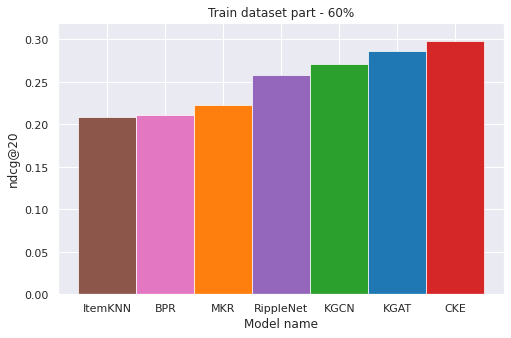 Train dataset part - 60%
ndcg@20
0.30
0.25
0.20
0.15
0.10
0.05
0.00
ItemKNN BPR MKR RippleNet KGCN KGAT CKE
Model name